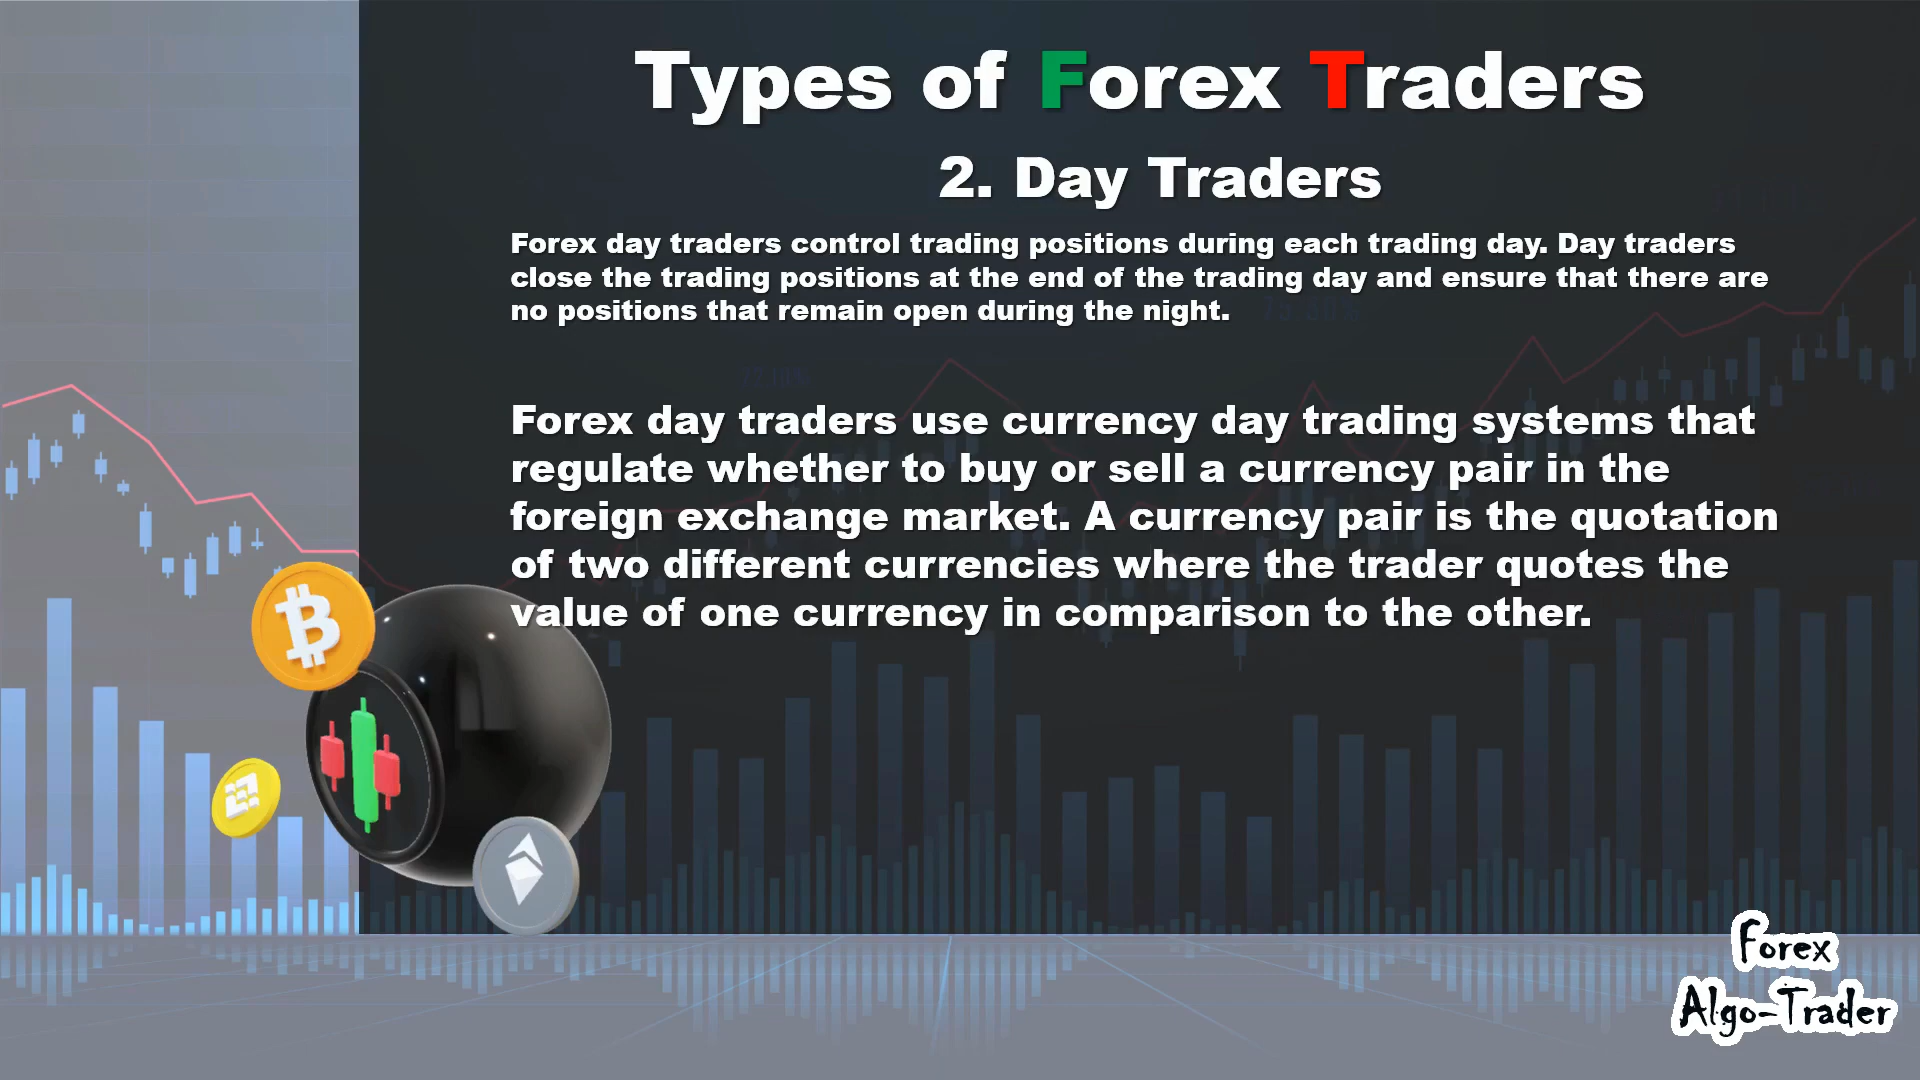 Types of Forex Traders
2. Day Traders
Forex day traders control trading positions during each trading day. Day traders
close the trading positions at the end of the trading day and ensure that there are
no positions that remain open during the night.
Forex day traders use currency day trading systems that
regulate whether to buy or sell a currency pair in the
foreign exchange market. A currency pair is the quotation
of two different currencies where the trader quotes the
value of one currency in comparison to the other.
Forex
Algo-Trader